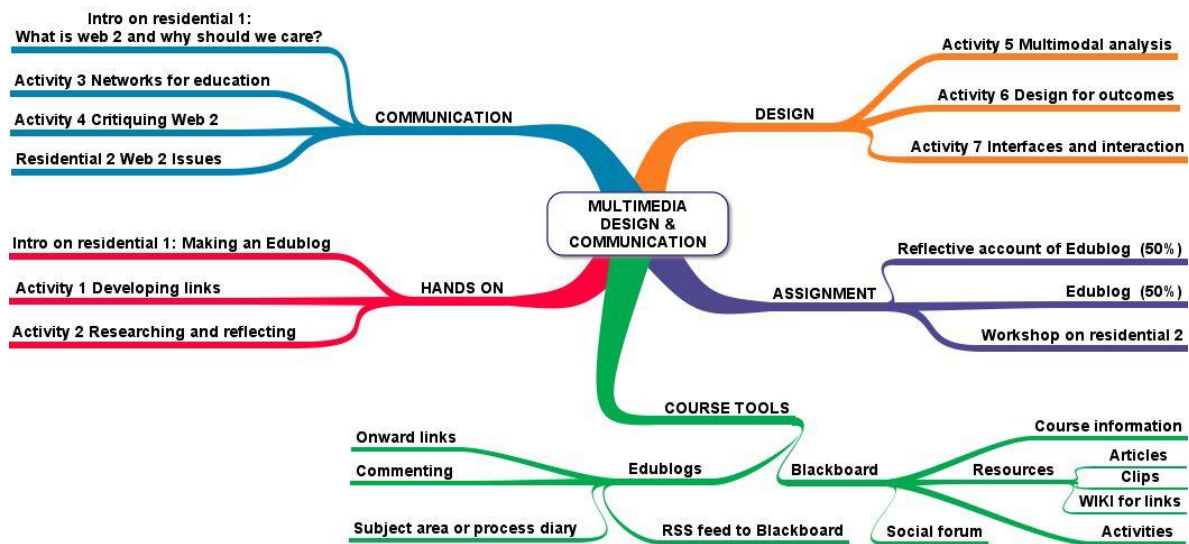 Intro on residential 1:
What is web 2 and why should we care?
Activity 3 Networks for education
Activity 4 Critiquing Web 2
Residential 2 Web 2 Issues
COMMUNICATION
DESIGN
Activity 5 Multimodal analysis
Activity 6 Design for outcomes
Activity 7 Interfaces and interaction
MULTIMEDIA
DESIGN &
COMMUNICATION
Intro on residential 1: Making an Edublog
Activity 1 Developing links
Activity 2 Researching and reflecting
HANDS ON
ASSIGNMENT
Reflective account of Edublog (50%)
Edublog (50%)
Workshop on residential 2
COURSE TOOLS
Onward links
Commenting
Subject area or process diary
Edublogs
RSS feed to Blackboard
Blackboard
Course information
Resources
Articles
Clips
WIKI for links
Social forum
Activities